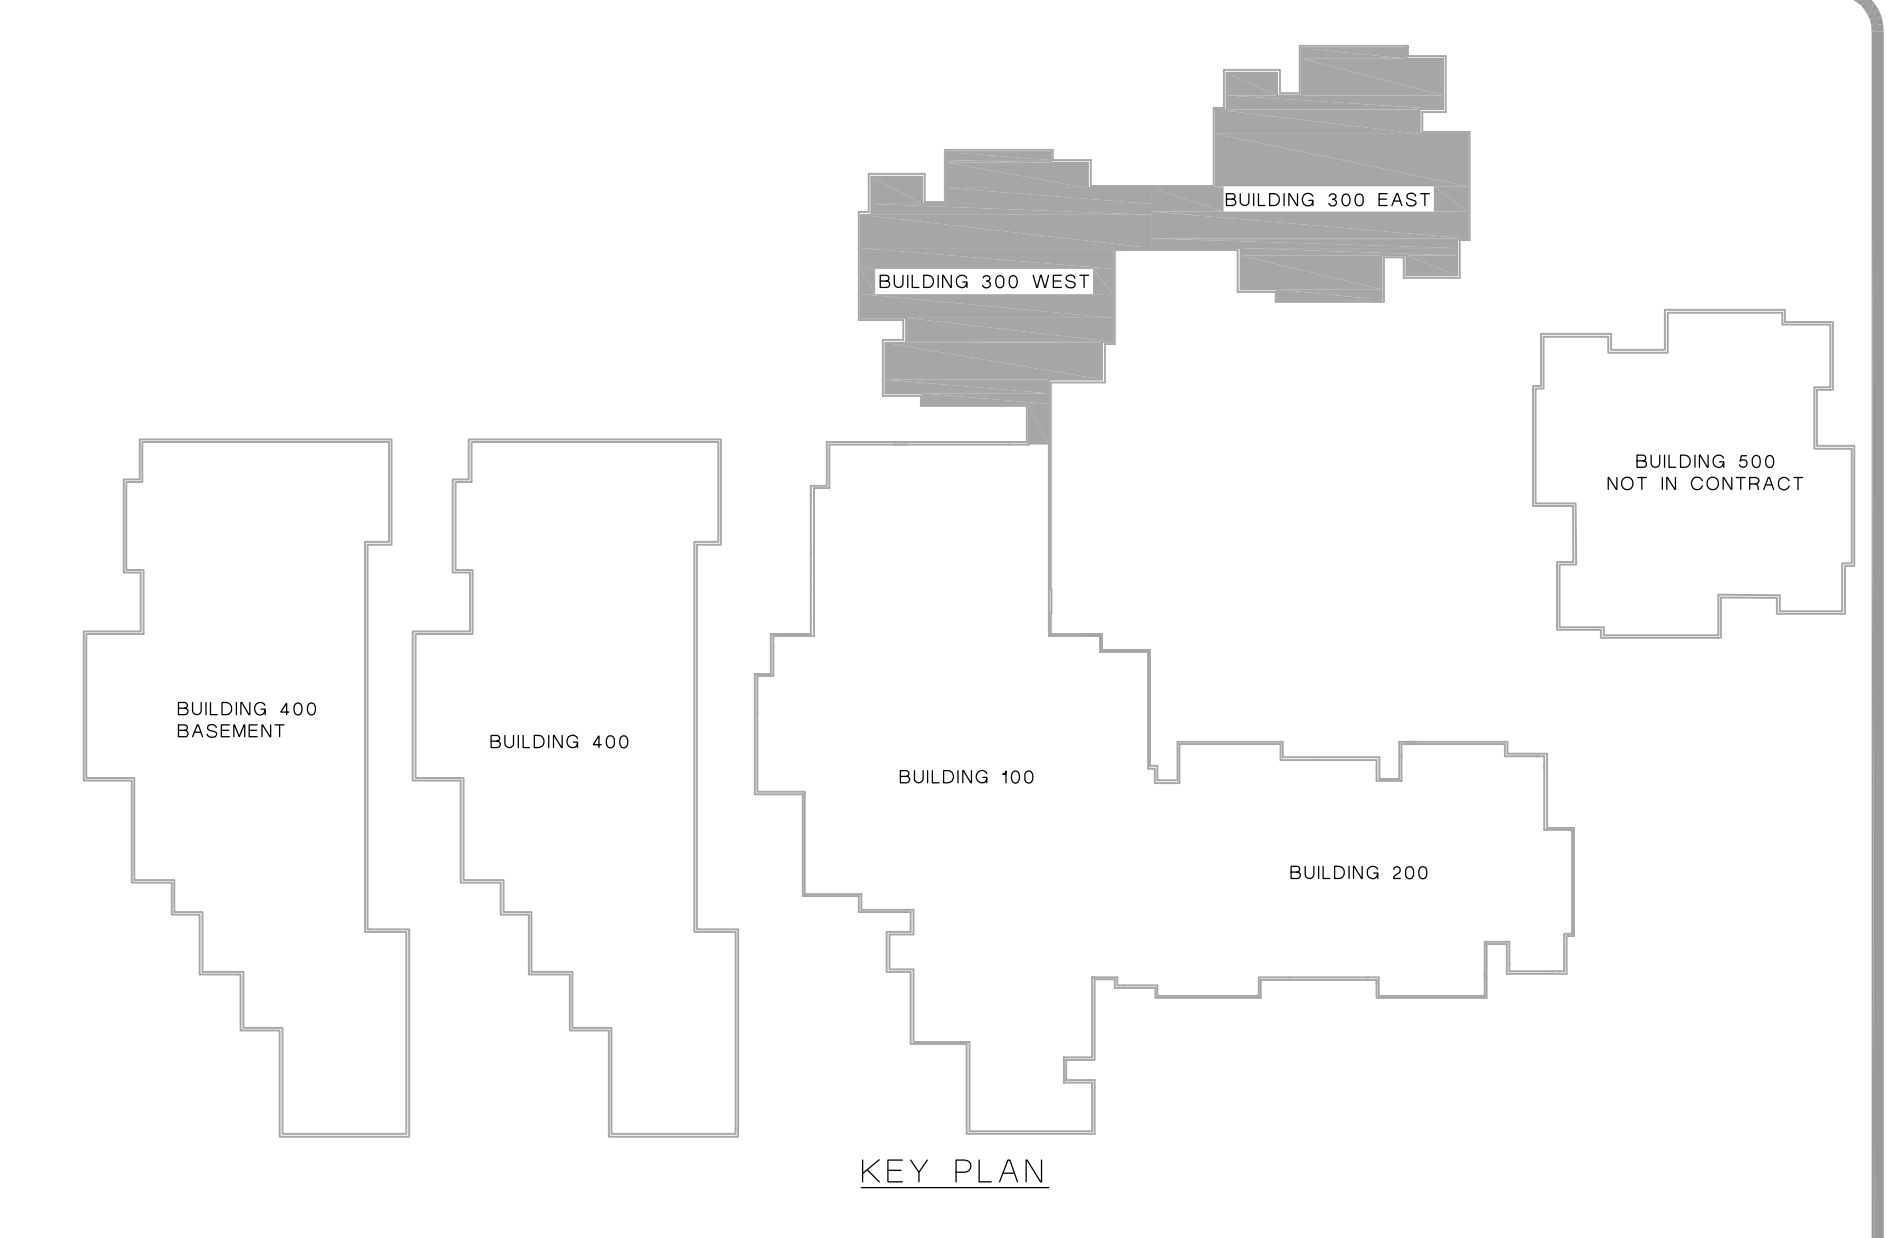 BUILDING 300 EAST
BUILDING 300 WEST
BUILDING 500
NOT IN CONTRACT
BUILDING 400
BASEMENT
BUILDING 400
BUILDING 100
BUILDING 200
KEY PLAN